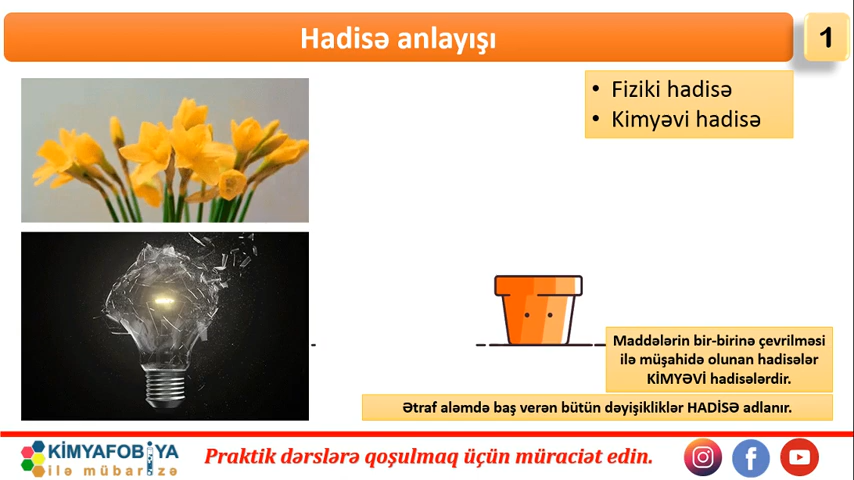 Hadisə anlayışı
1
• Fiziki hadisə
• Kimyəvi hadisə
Maddələrin bir-birinə çevrilməsi
ilə müşahidə olunan hadisələr
KİMYƏVİ hadisələrdir.
Ətraf aləmdə baş verən bütün dəyişikliklər HADİSƏ adlanır.
KİMYAFOBİYA
ilə mübarizə
Praktik dərslərə qoşulmaq üçün müraciət edin.